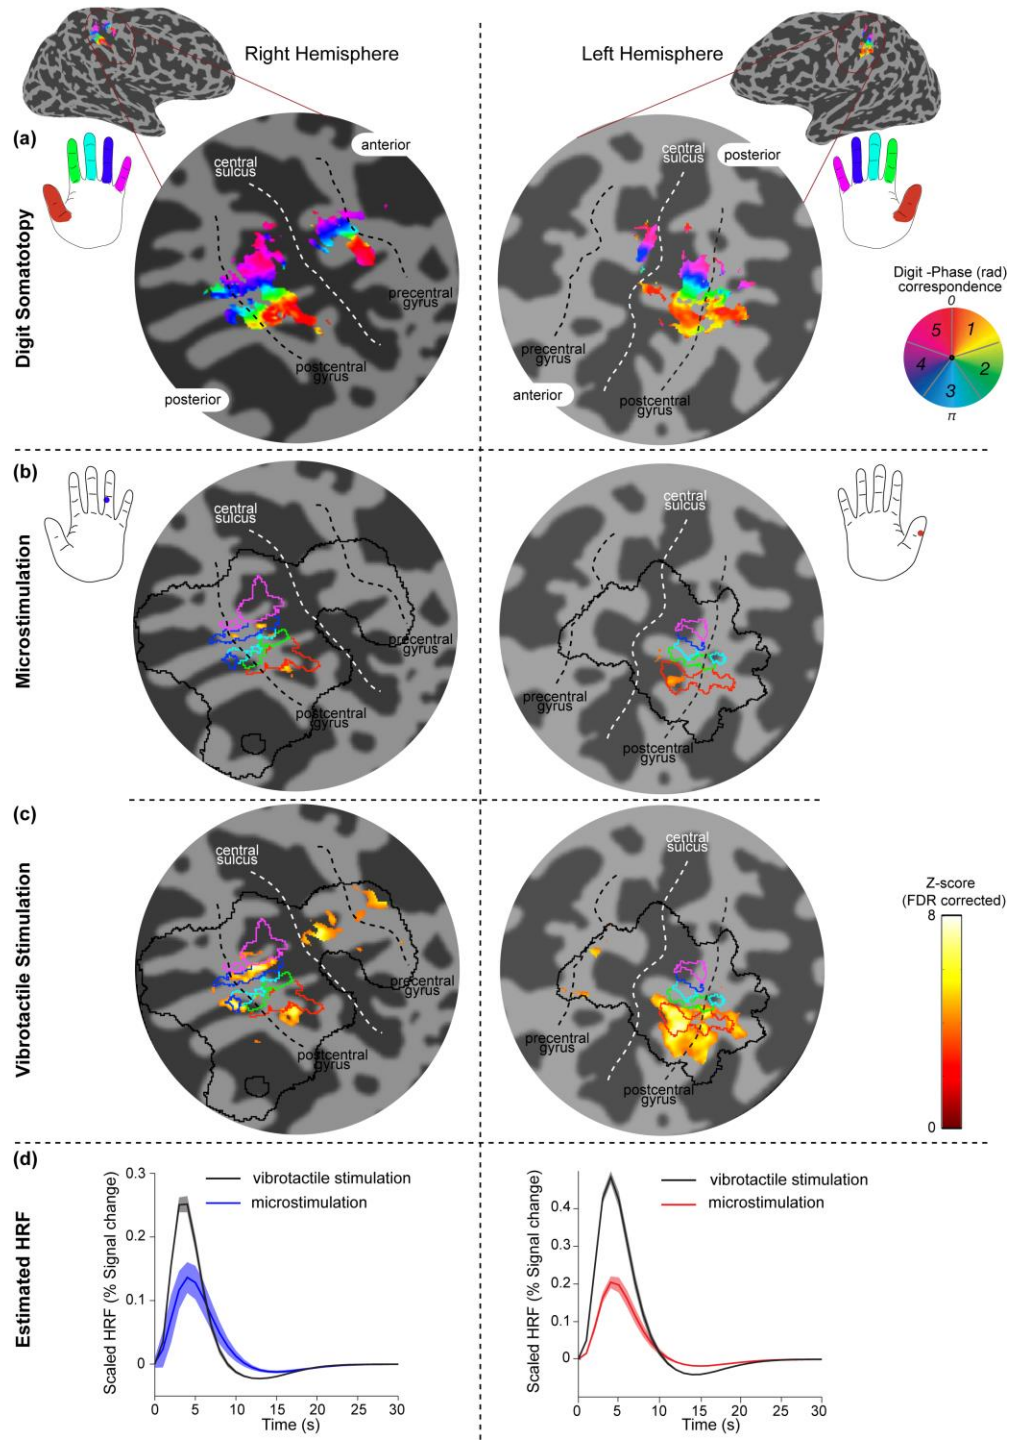 Right Hemisphere
Left Hemisphere
(a)
Digit Somatotopy
central
sulcus
anterior
precentral
gyrus
postcentral
gyrus
posterior
central
sulcus
posterior
precentral
gyrus
anterior
postcentral
gyrus
Digit -Phase (rad)
correspondence
0
5
1
4
2
3
π
(b)
Microstimulation
central
sulcus
precentral
gyrus
postcentral
gyrus
central
sulcus
precentral
gyrus
postcentral
gyrus
(c)
Vibrotactile Stimulation
central
sulcus
precentral
gyrus
postcentral
gyrus
central
sulcus
precentral
gyrus
postcentral
gyrus
Z-score
(FDR corrected)
8
0
(d)
Estimated HRF
Scaled HRF (% Signal change)
0.3
0.2
0.1
0
vibrotactile stimulation
microstimulation
0
5
10
15
20
25
30
Time (s)
Scaled HRF (% Signal change)
0.4
0.3
0.2
0.1
0
vibrotactile stimulation
microstimulation
0
5
10
15
20
25
30
Time (s)